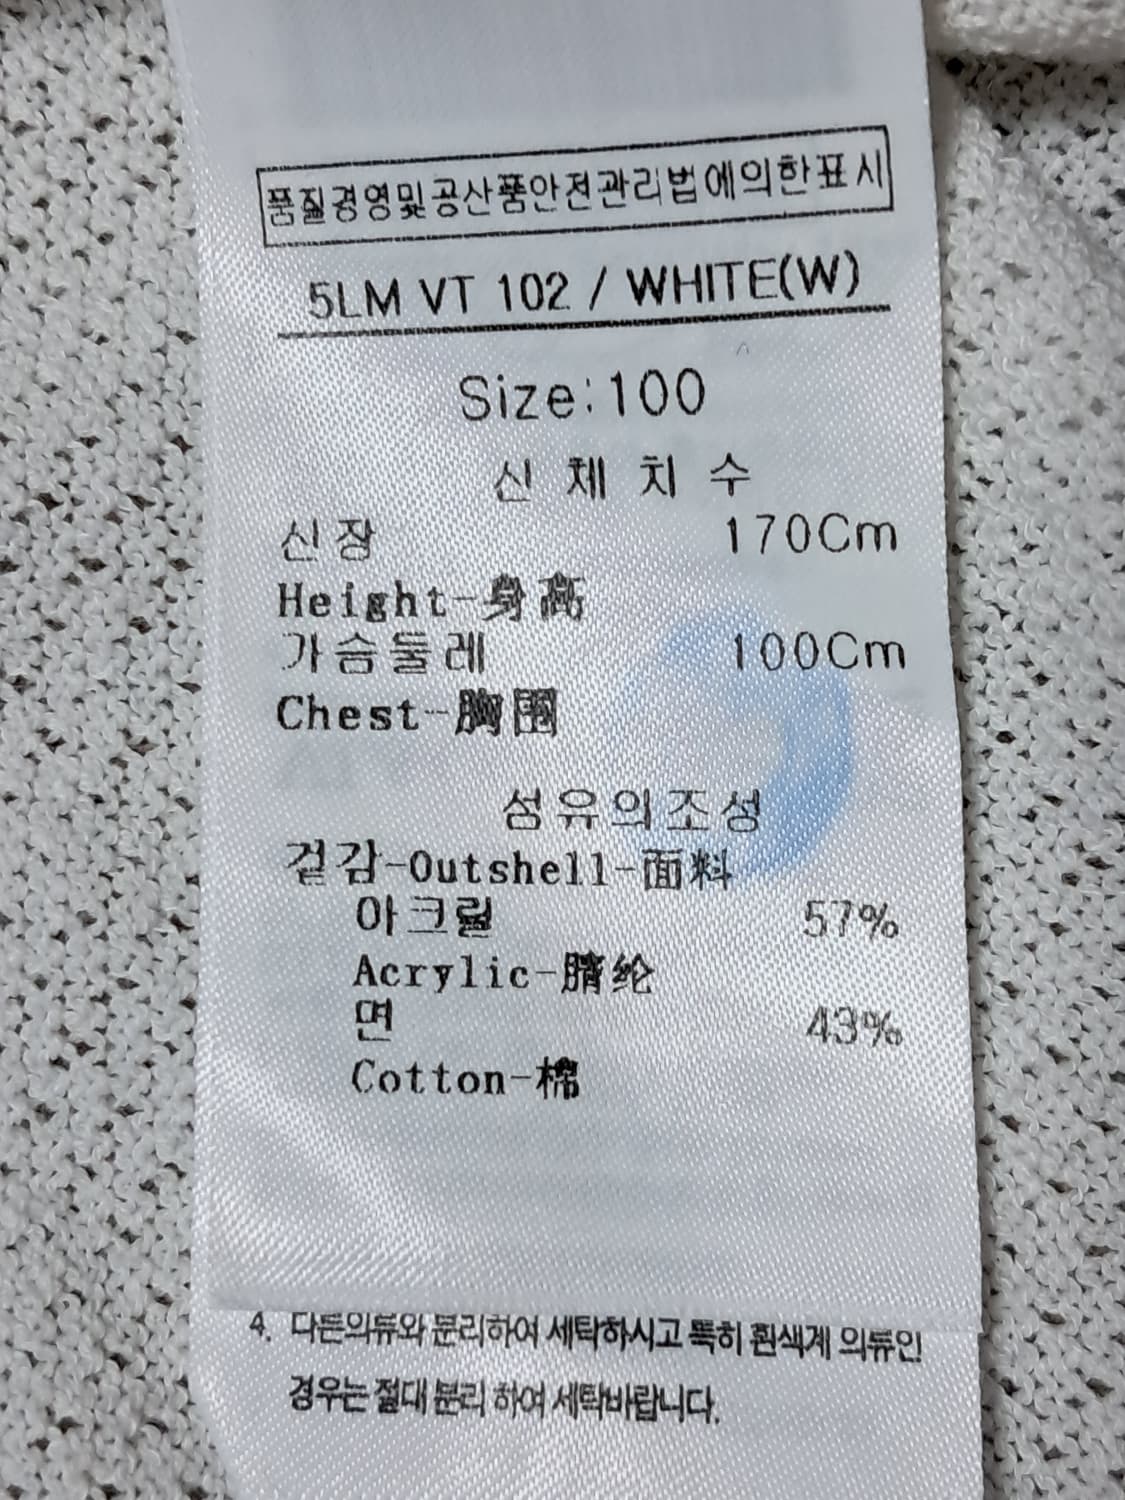 품질경영및공산품안전관리법에의한표시
5LM VT 102 / WHITE(W)
Size:100
신 체 치 수
신장 170Cm
Height-身高
가슴둘레 100Cm
Chest-胸围
섬유의조성
겉감-Outshell-面料
아크릴 57%
Acrylic-腈纶
면 43%
Cotton-棉
4. 다른의류와 분리하여 세탁하시고 특히 흰색계 의류인
경우는 절대 분리 하여 세탁바랍니다.